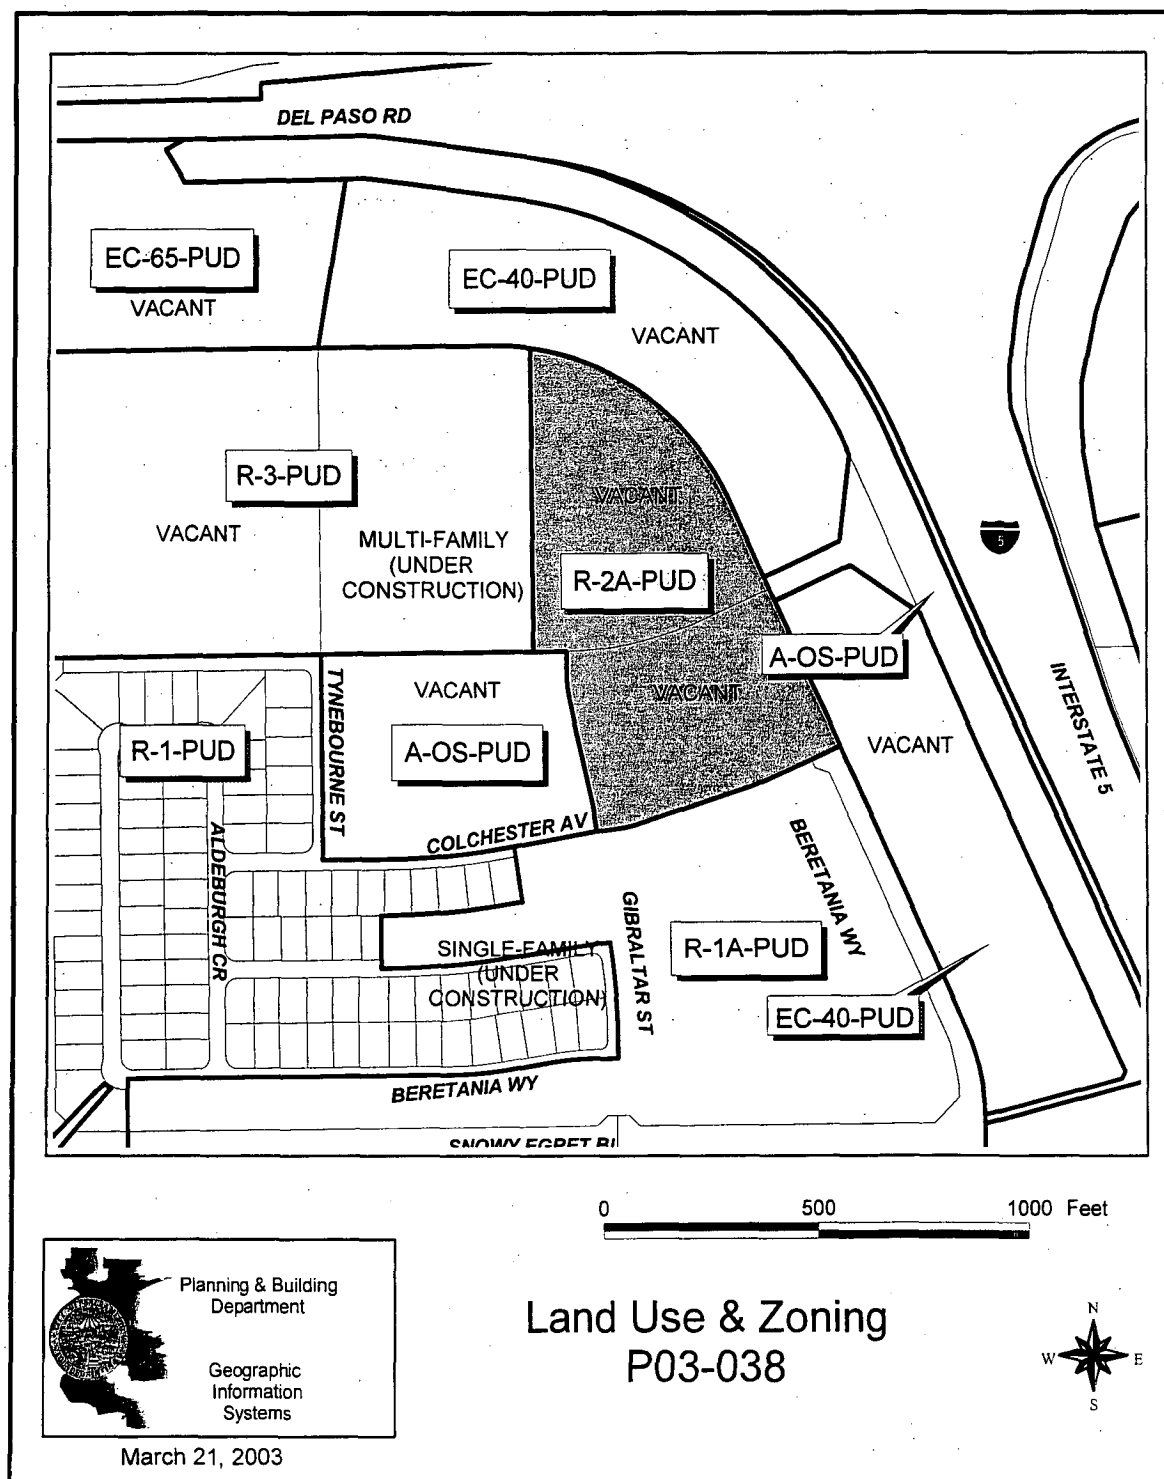 DEL PASO RD
EC-65-PUD
VACANT
EC-40-PUD
VACANT
R-3-PUD
VACANT
MULTI-FAMILY
(UNDER
CONSTRUCTION)
VACANT
R-2A-PUD
5
A-OS-PUD
VACANT
INTERSTATE 5
TYNEBOURNE ST
VACANT
A-OS-PUD
VACANT
R-1-PUD
COLCHESTER AV
ALDEBURGH CR
BERETANIA WY
GIBRALTAR ST
R-1A-PUD
SINGLE-FAMILY
(UNDER
CONSTRUCTION)
EC-40-PUD
BERETANIA WY
SNOWY EGRET BL
0 500 1000 Feet
Planning & Building
Department
Geographic
Information
Systems
March 21, 2003
Land Use & Zoning
P03-038
N
W E
S